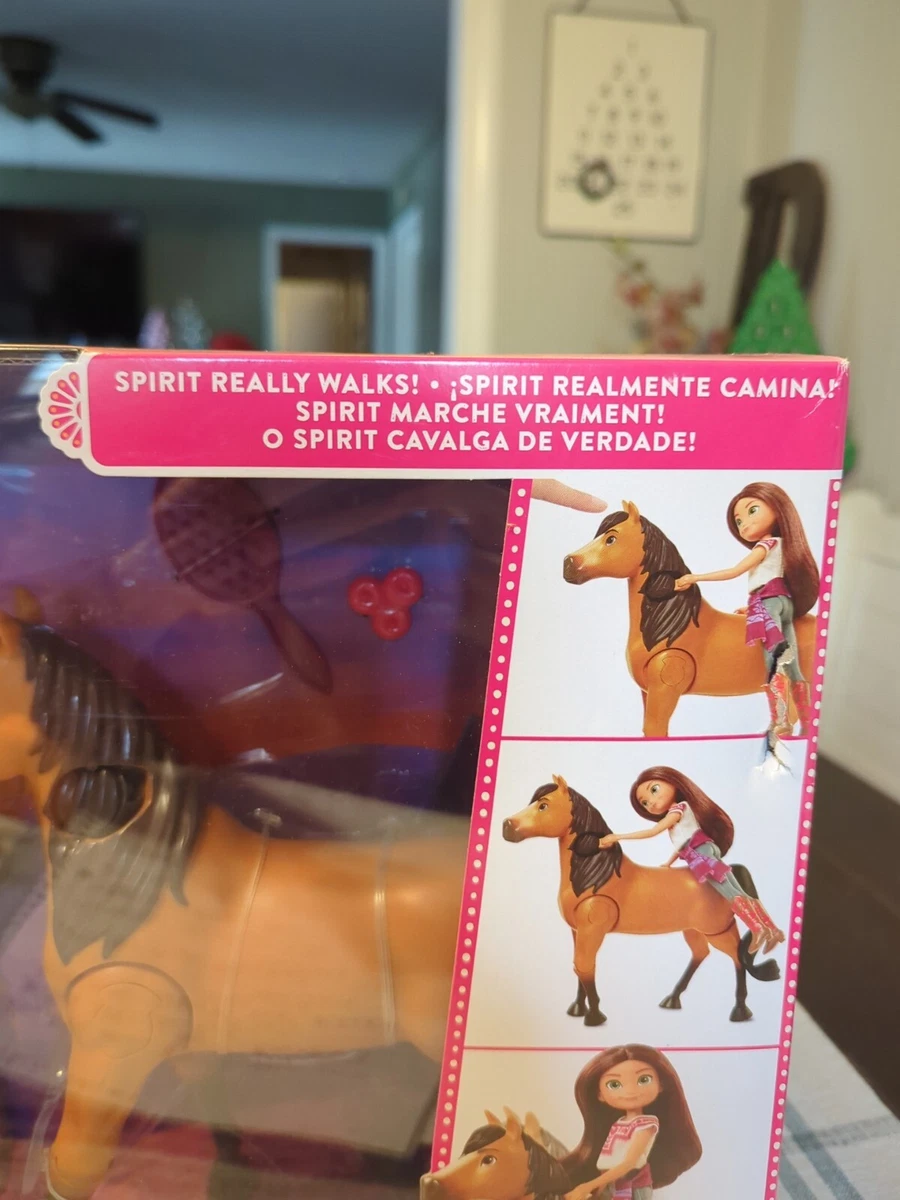 SPIRIT REALLY WALKS! • ¡SPIRIT REALMENTE CAMINA!
SPIRIT MARCHE VRAIMENT!
O SPIRIT CAVALGA DE VERDADE!